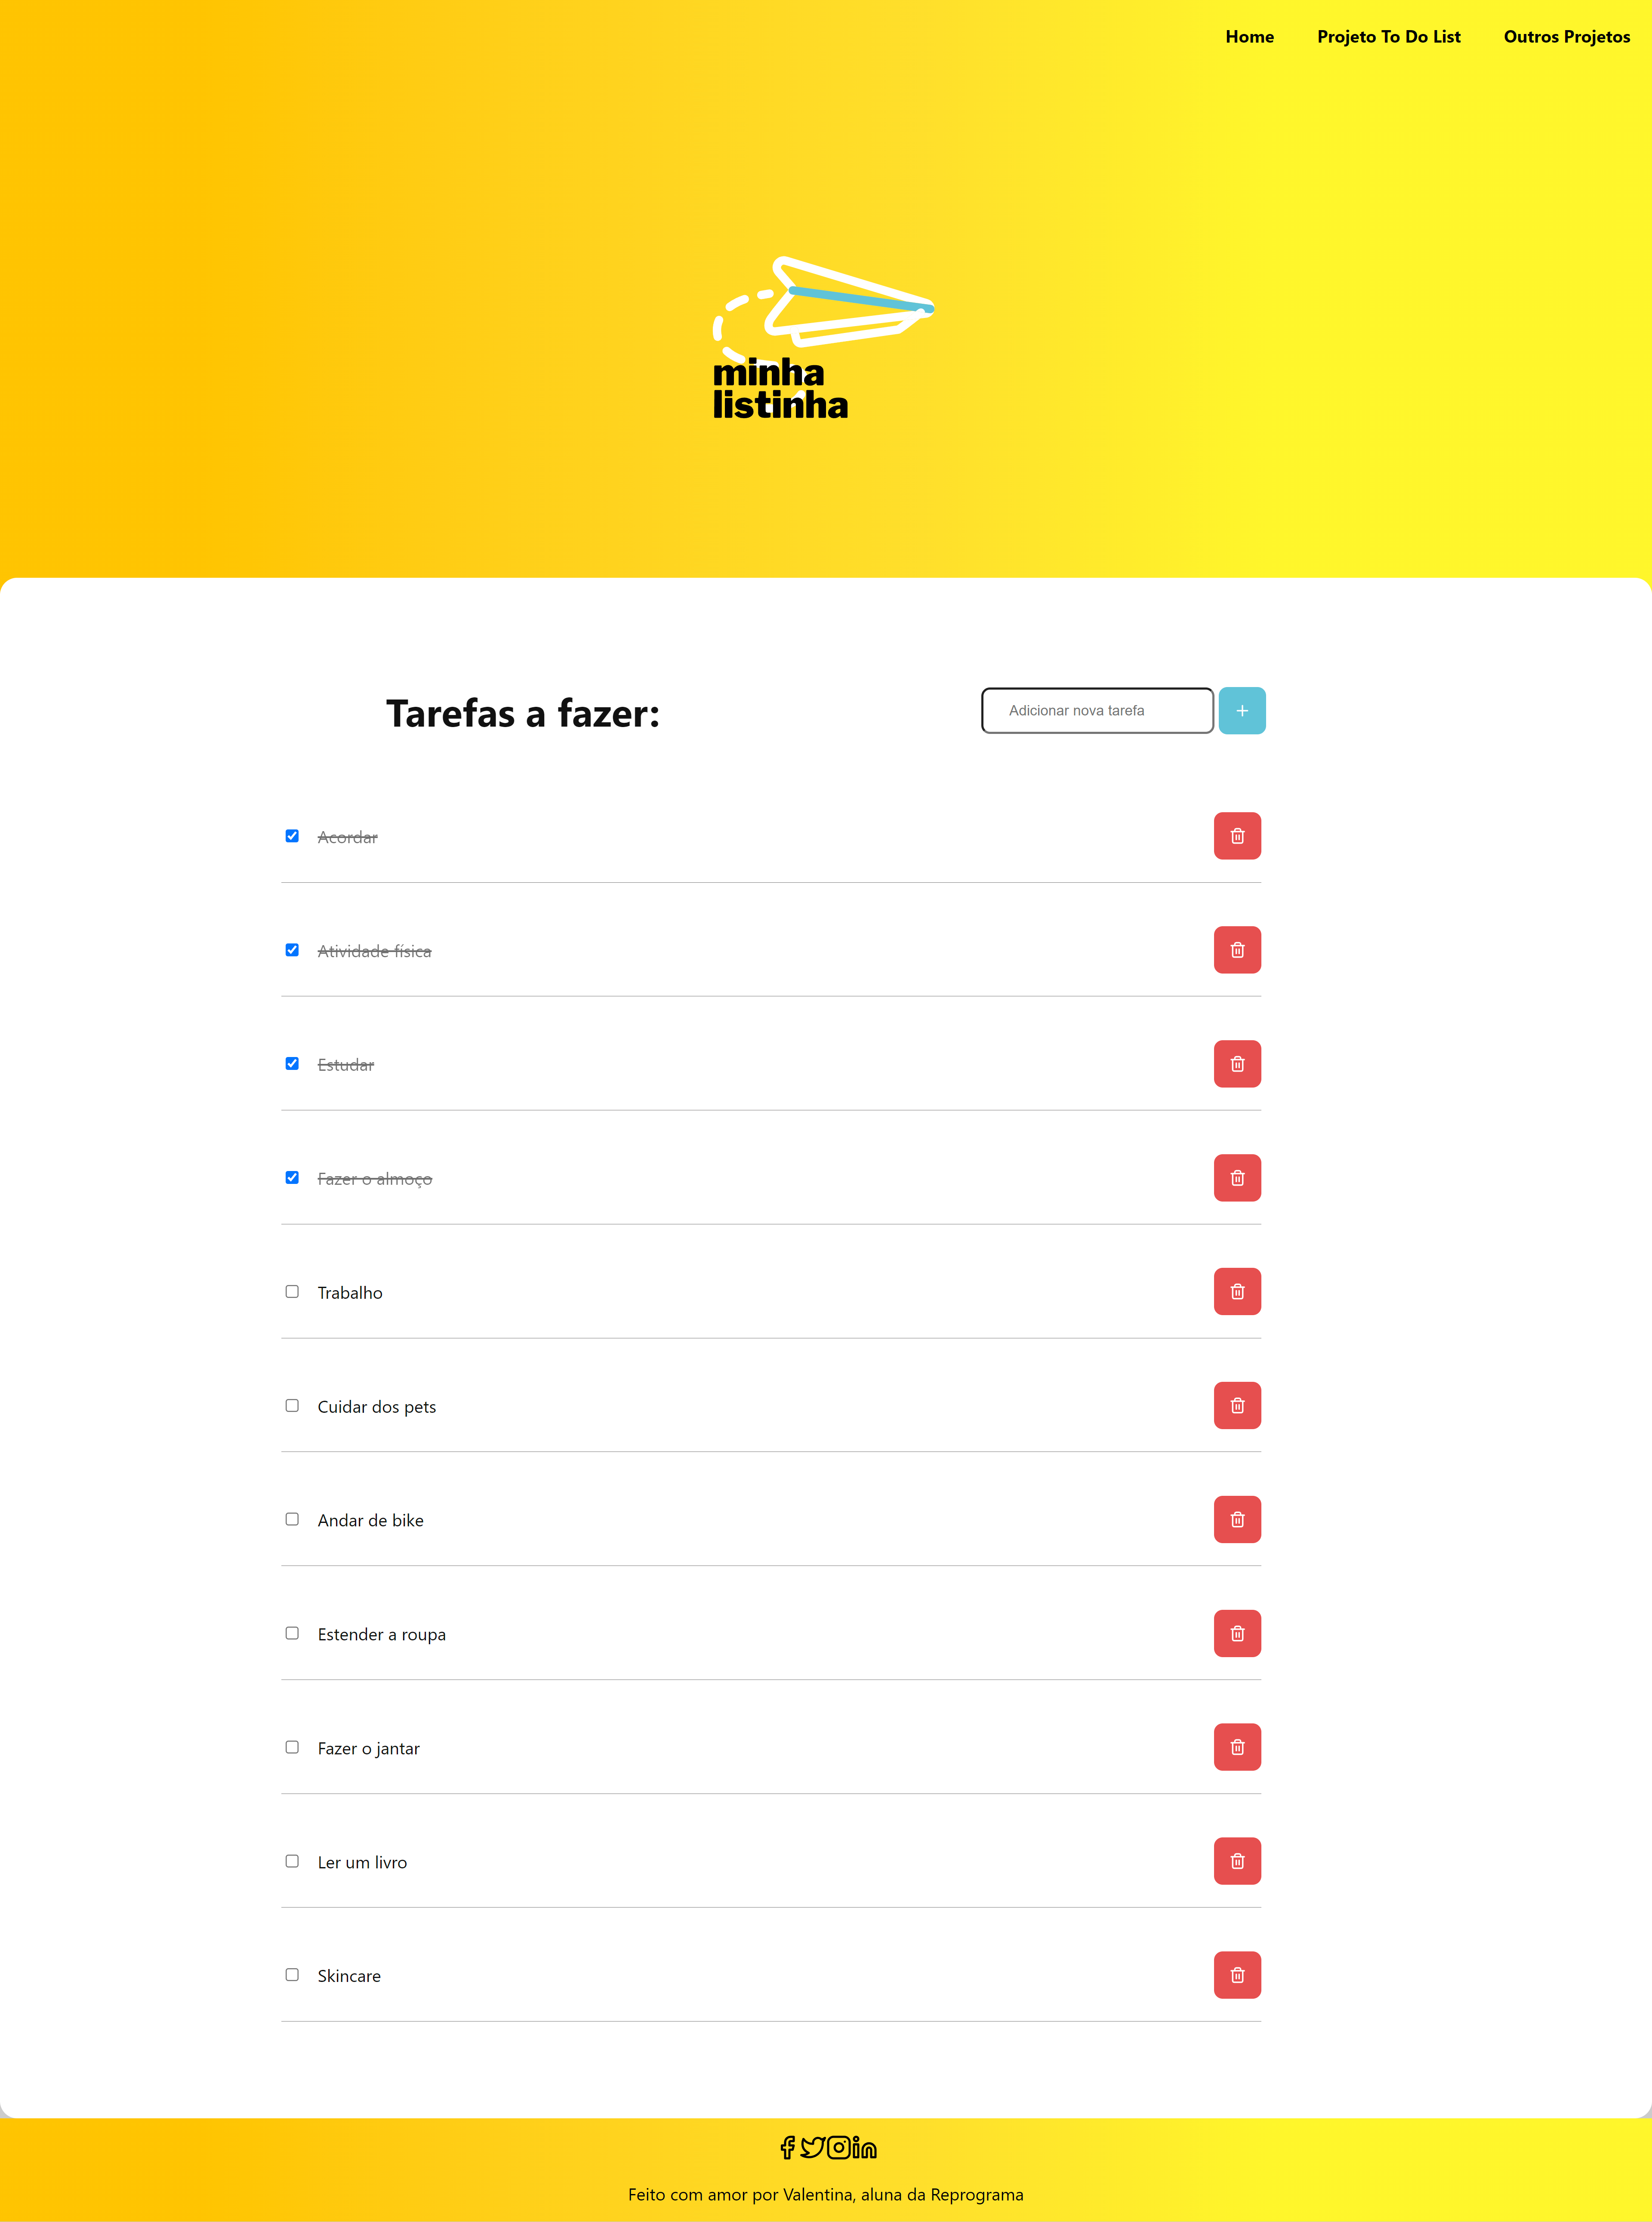 Home Projeto To Do List Outros Projetos
minha
listinha
Tarefas a fazer:
Adicionar nova tarefa
+
Acordar
Atividade física
Estudar
Fazer o almoço
Trabalho
Cuidar dos pets
Andar de bike
Estender a roupa
Fazer o jantar
Ler um livro
Skincare
Feito com amor por Valentina, aluna da Reprograma